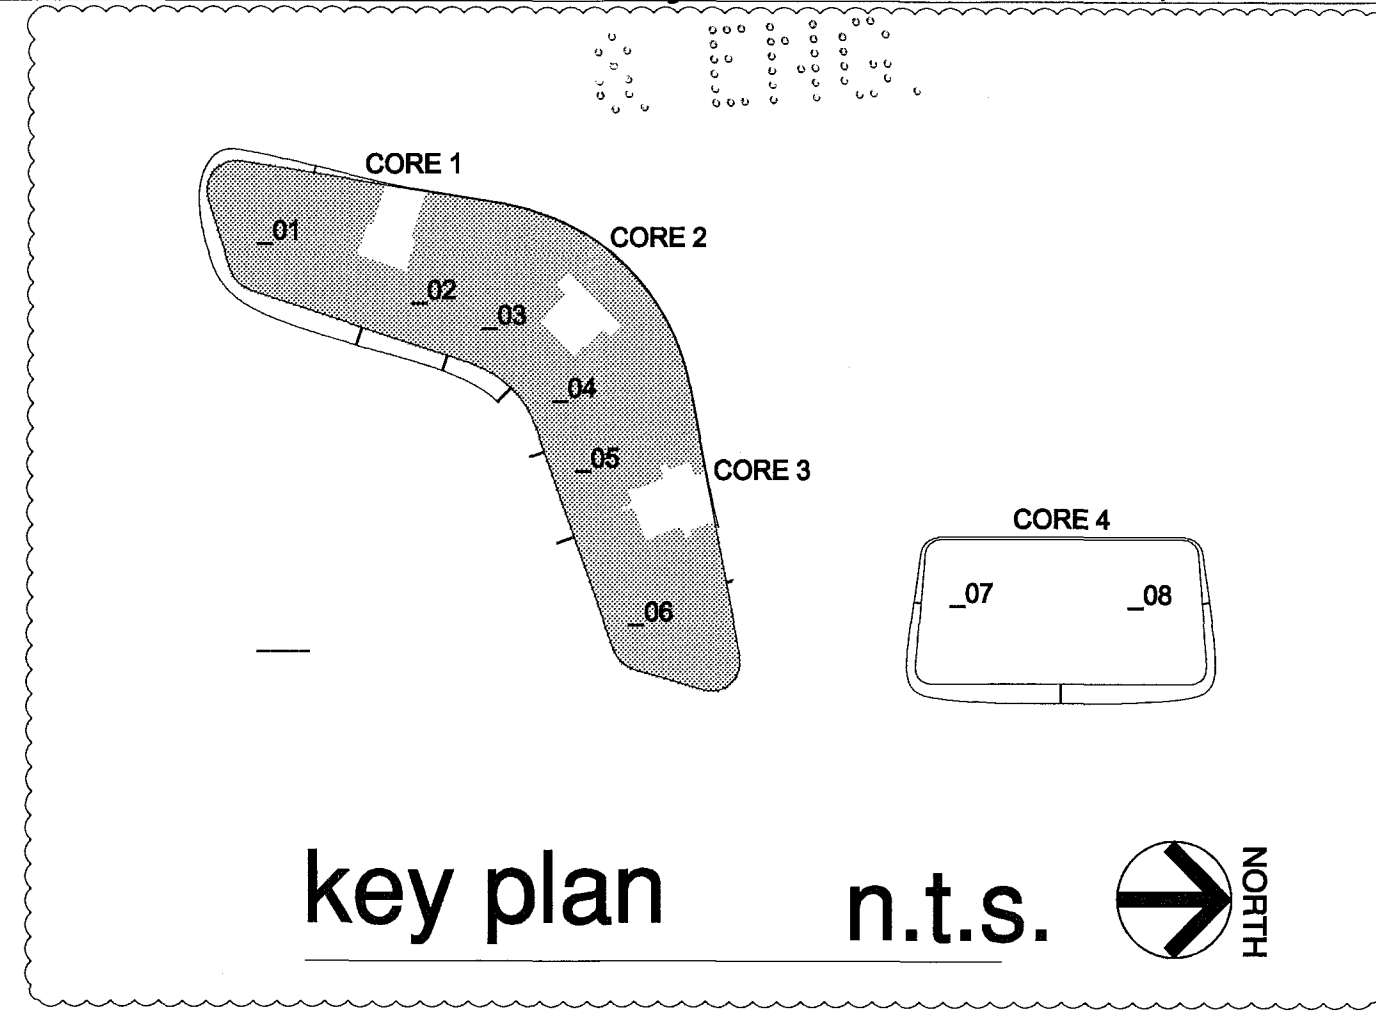 & ENG.
CORE 1
CORE 2
_01
_02
_03
_04
_05
CORE 3
CORE 4
_07
_08
_06
key plan n.t.s.
NORTH